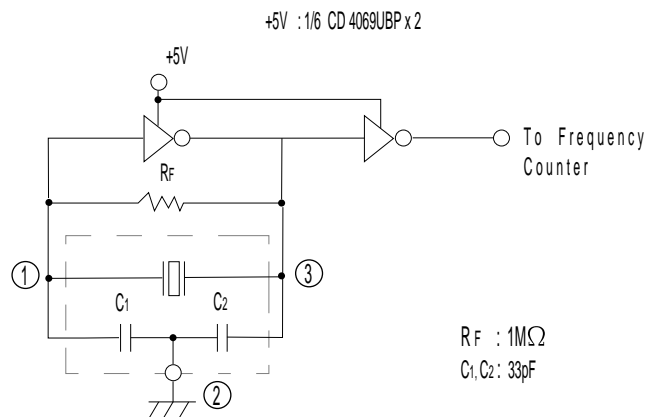 +5V : 1/6 CD 4069UBP x 2
+5V
To Frequency
Counter
RF
1
3
C1
C2
RF : 1MΩ
C1, C2 : 33pF
2